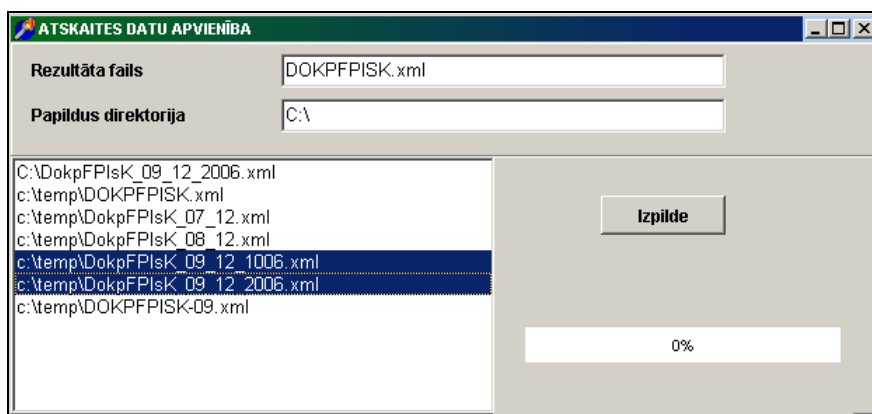 ATSKAITES DATU APVIENĪBA
Rezultāta fails DOKPFPISK.xml
Papildus direktorija C:\
C:\DokpFPIsK_09_12_2006.xml
c:\temp\DOKPFPISK.xml
c:\temp\DokpFPIsK_07_12.xml
c:\temp\DokpFPIsK_08_12.xml
c:\temp\DokpFPIsK_09_12_1006.xml
c:\temp\DokpFPIsK_09_12_2006.xml
c:\temp\DOKPFPISK-09.xml
Izpilde
0%